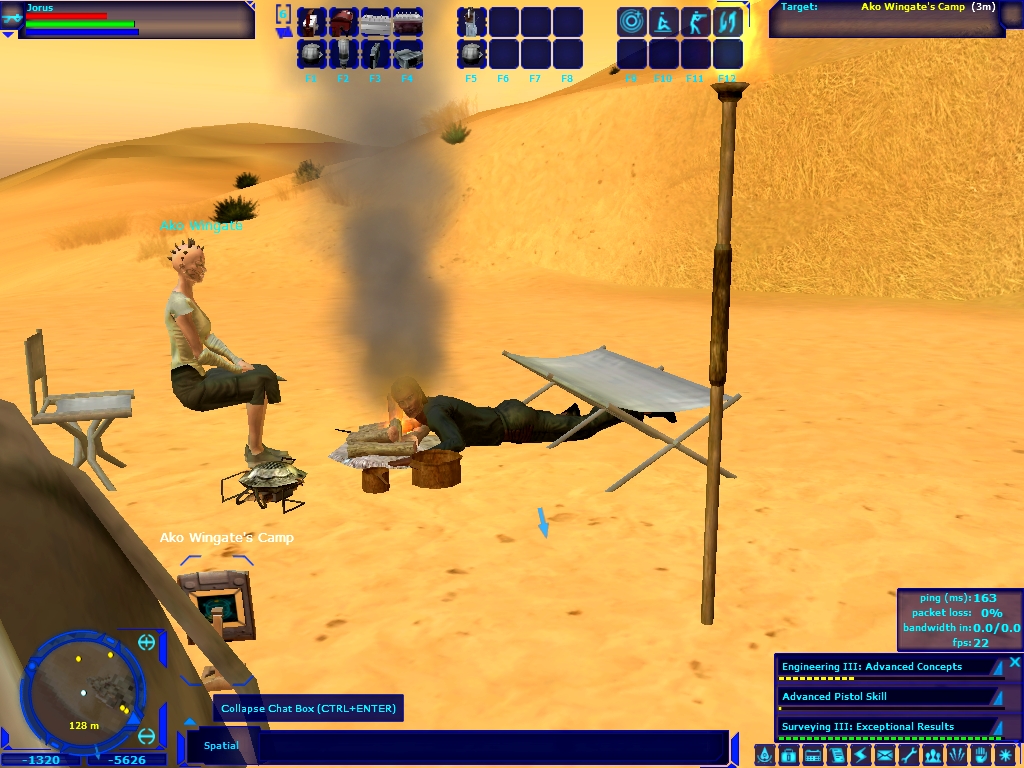 Jorus
6
Target: Ako Wingate's Camp (3m)
F1 F2 F3 F4 F5 F6 F7 F8 F9 F10 F11 F12
Ako Wingate
Ako Wingate's Camp
ping (ms): 163
packet loss: 0%
bandwidth in: 0.0/0.0
fps: 22
Engineering III: Advanced Concepts
Advanced Pistol Skill
Surveying III: Exceptional Results
128 m
Collapse Chat Box (CTRL+ENTER)
Spatial
-1320 -5626